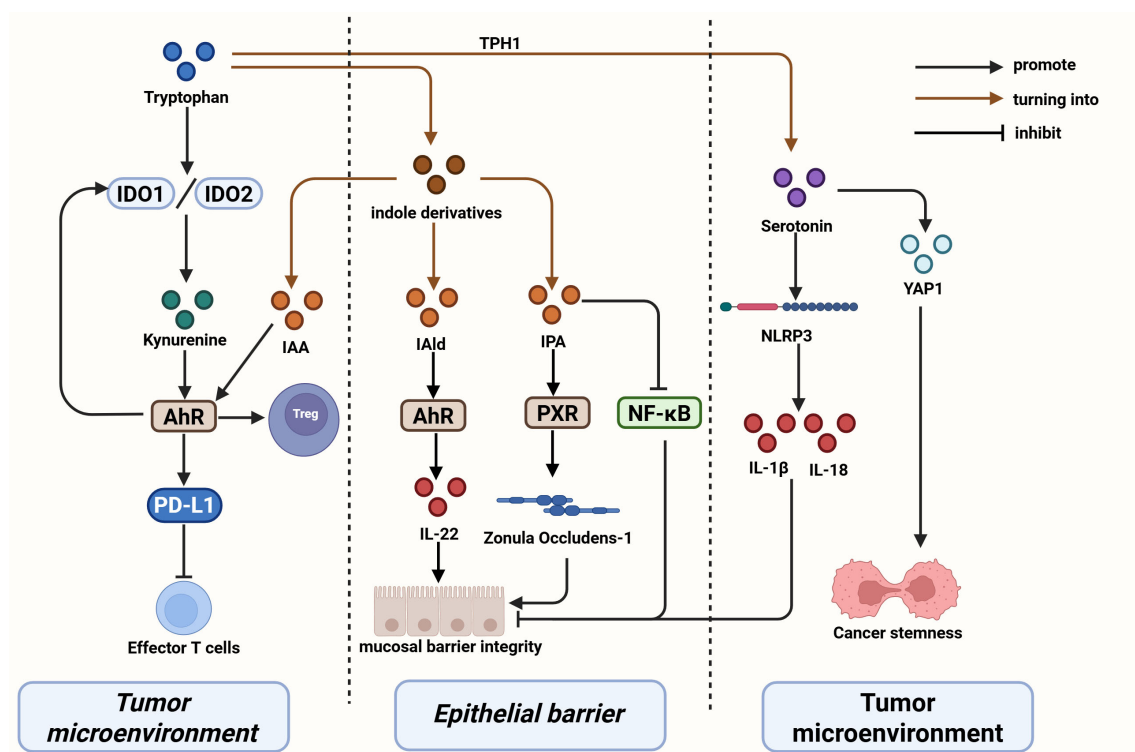 TPH1
promote
turning into
inhibit
Tryptophan
IDO1
IDO2
indole derivatives
Serotonin
YAP1
Kynurenine
IAA
IAld
IPA
NLRP3
AhR
Treg
AhR
PXR
NF-κB
IL-1β
IL-18
PD-L1
IL-22
Zonula Occludens-1
Effector T cells
mucosal barrier integrity
Cancer stemness
Tumor
microenvironment
Epithelial barrier
Tumor
microenvironment